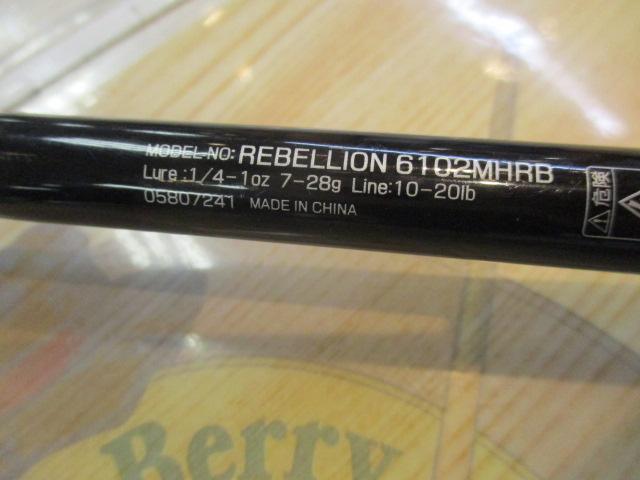 MODEL-NO: REBELLION 6102MHRB
Lure :1/4-1oz 7-28g Line:10-20lb
05807241 MADE IN CHINA
危険
Berry